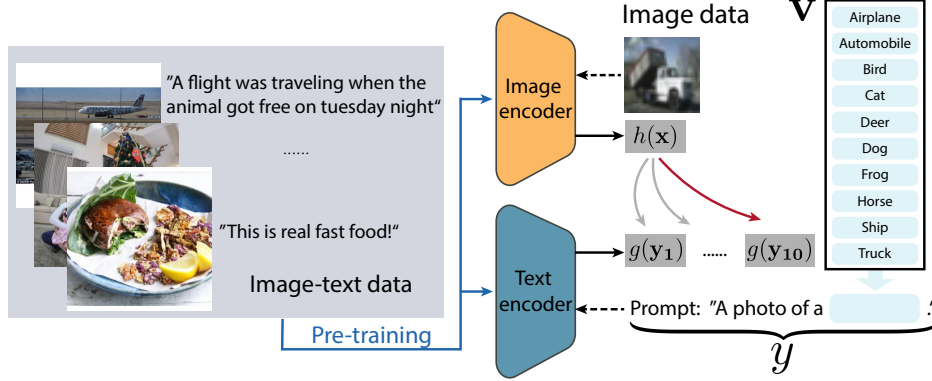 "A flight was traveling when the
animal got free on tuesday night"
......
"This is real fast food!"
Image-text data
Pre-training
Image
encoder
Text
encoder
Image data
h(x)
g(y₁) ...... g(y₁₀)
Prompt: "A photo of a .“
y
V
Airplane
Automobile
Bird
Cat
Deer
Dog
Frog
Horse
Ship
Truck